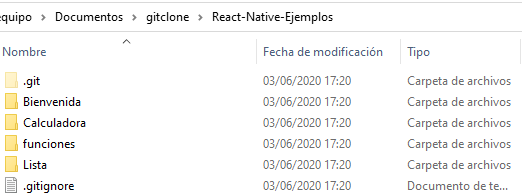 equipo > Documentos > gitclone > React-Native-Ejemplos
Nombre Fecha de modificación Tipo
.git 03/06/2020 17:20 Carpeta de archivos
Bienvenida 03/06/2020 17:20 Carpeta de archivos
Calculadora 03/06/2020 17:20 Carpeta de archivos
funciones 03/06/2020 17:20 Carpeta de archivos
Lista 03/06/2020 17:20 Carpeta de archivos
.gitignore 03/06/2020 17:20 Documento de te...